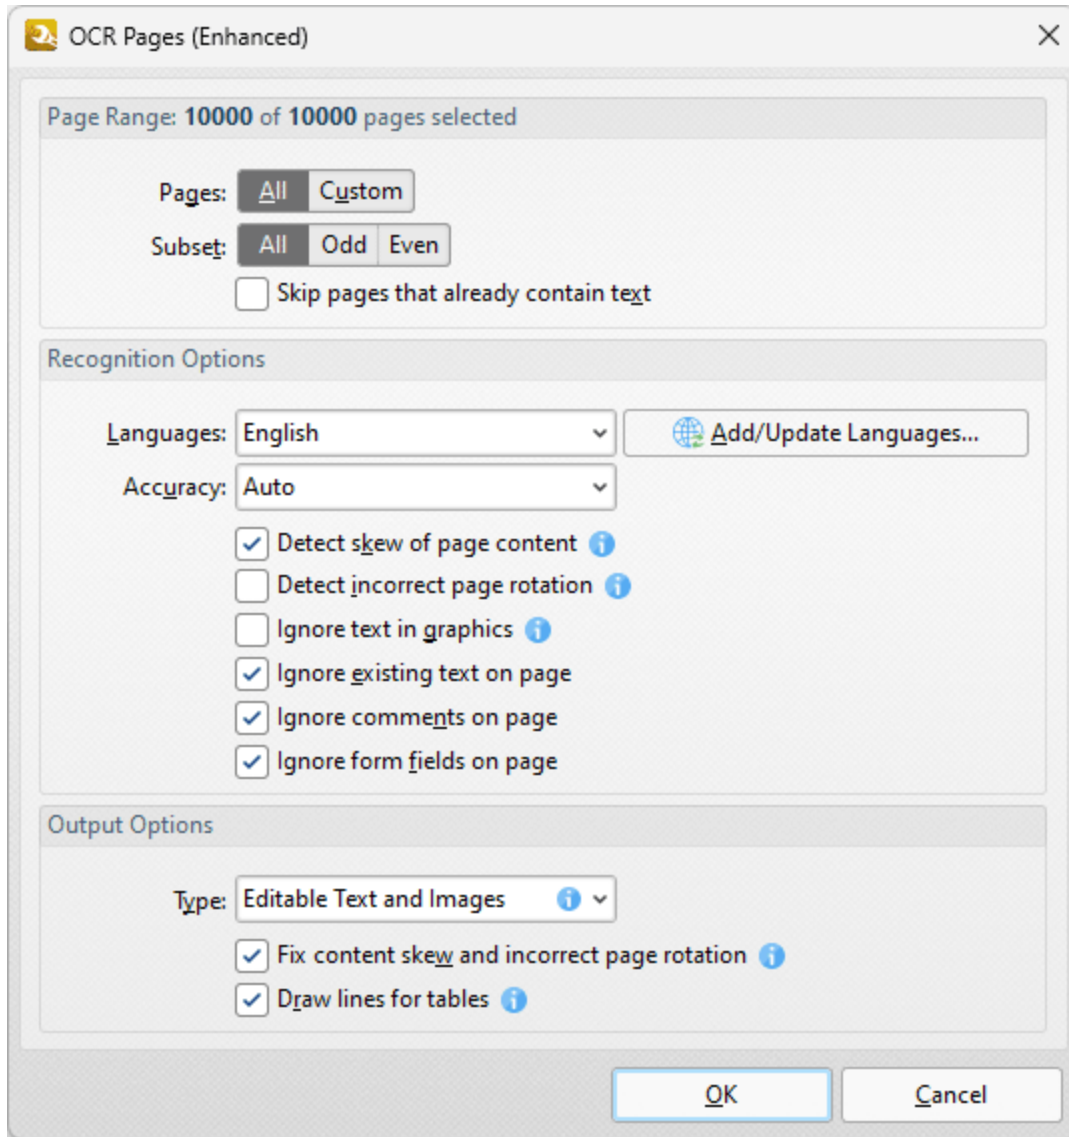 OCR Pages (Enhanced)
Page Range: 10000 of 10000 pages selected
Pages: All Custom
Subset: All Odd Even
Skip pages that already contain text
Recognition Options
Languages: English Add/Update Languages...
Accuracy: Auto
Detect skew of page content
Detect incorrect page rotation
Ignore text in graphics
Ignore existing text on page
Ignore comments on page
Ignore form fields on page
Output Options
Type: Editable Text and Images
Fix content skew and incorrect page rotation
Draw lines for tables
OK Cancel